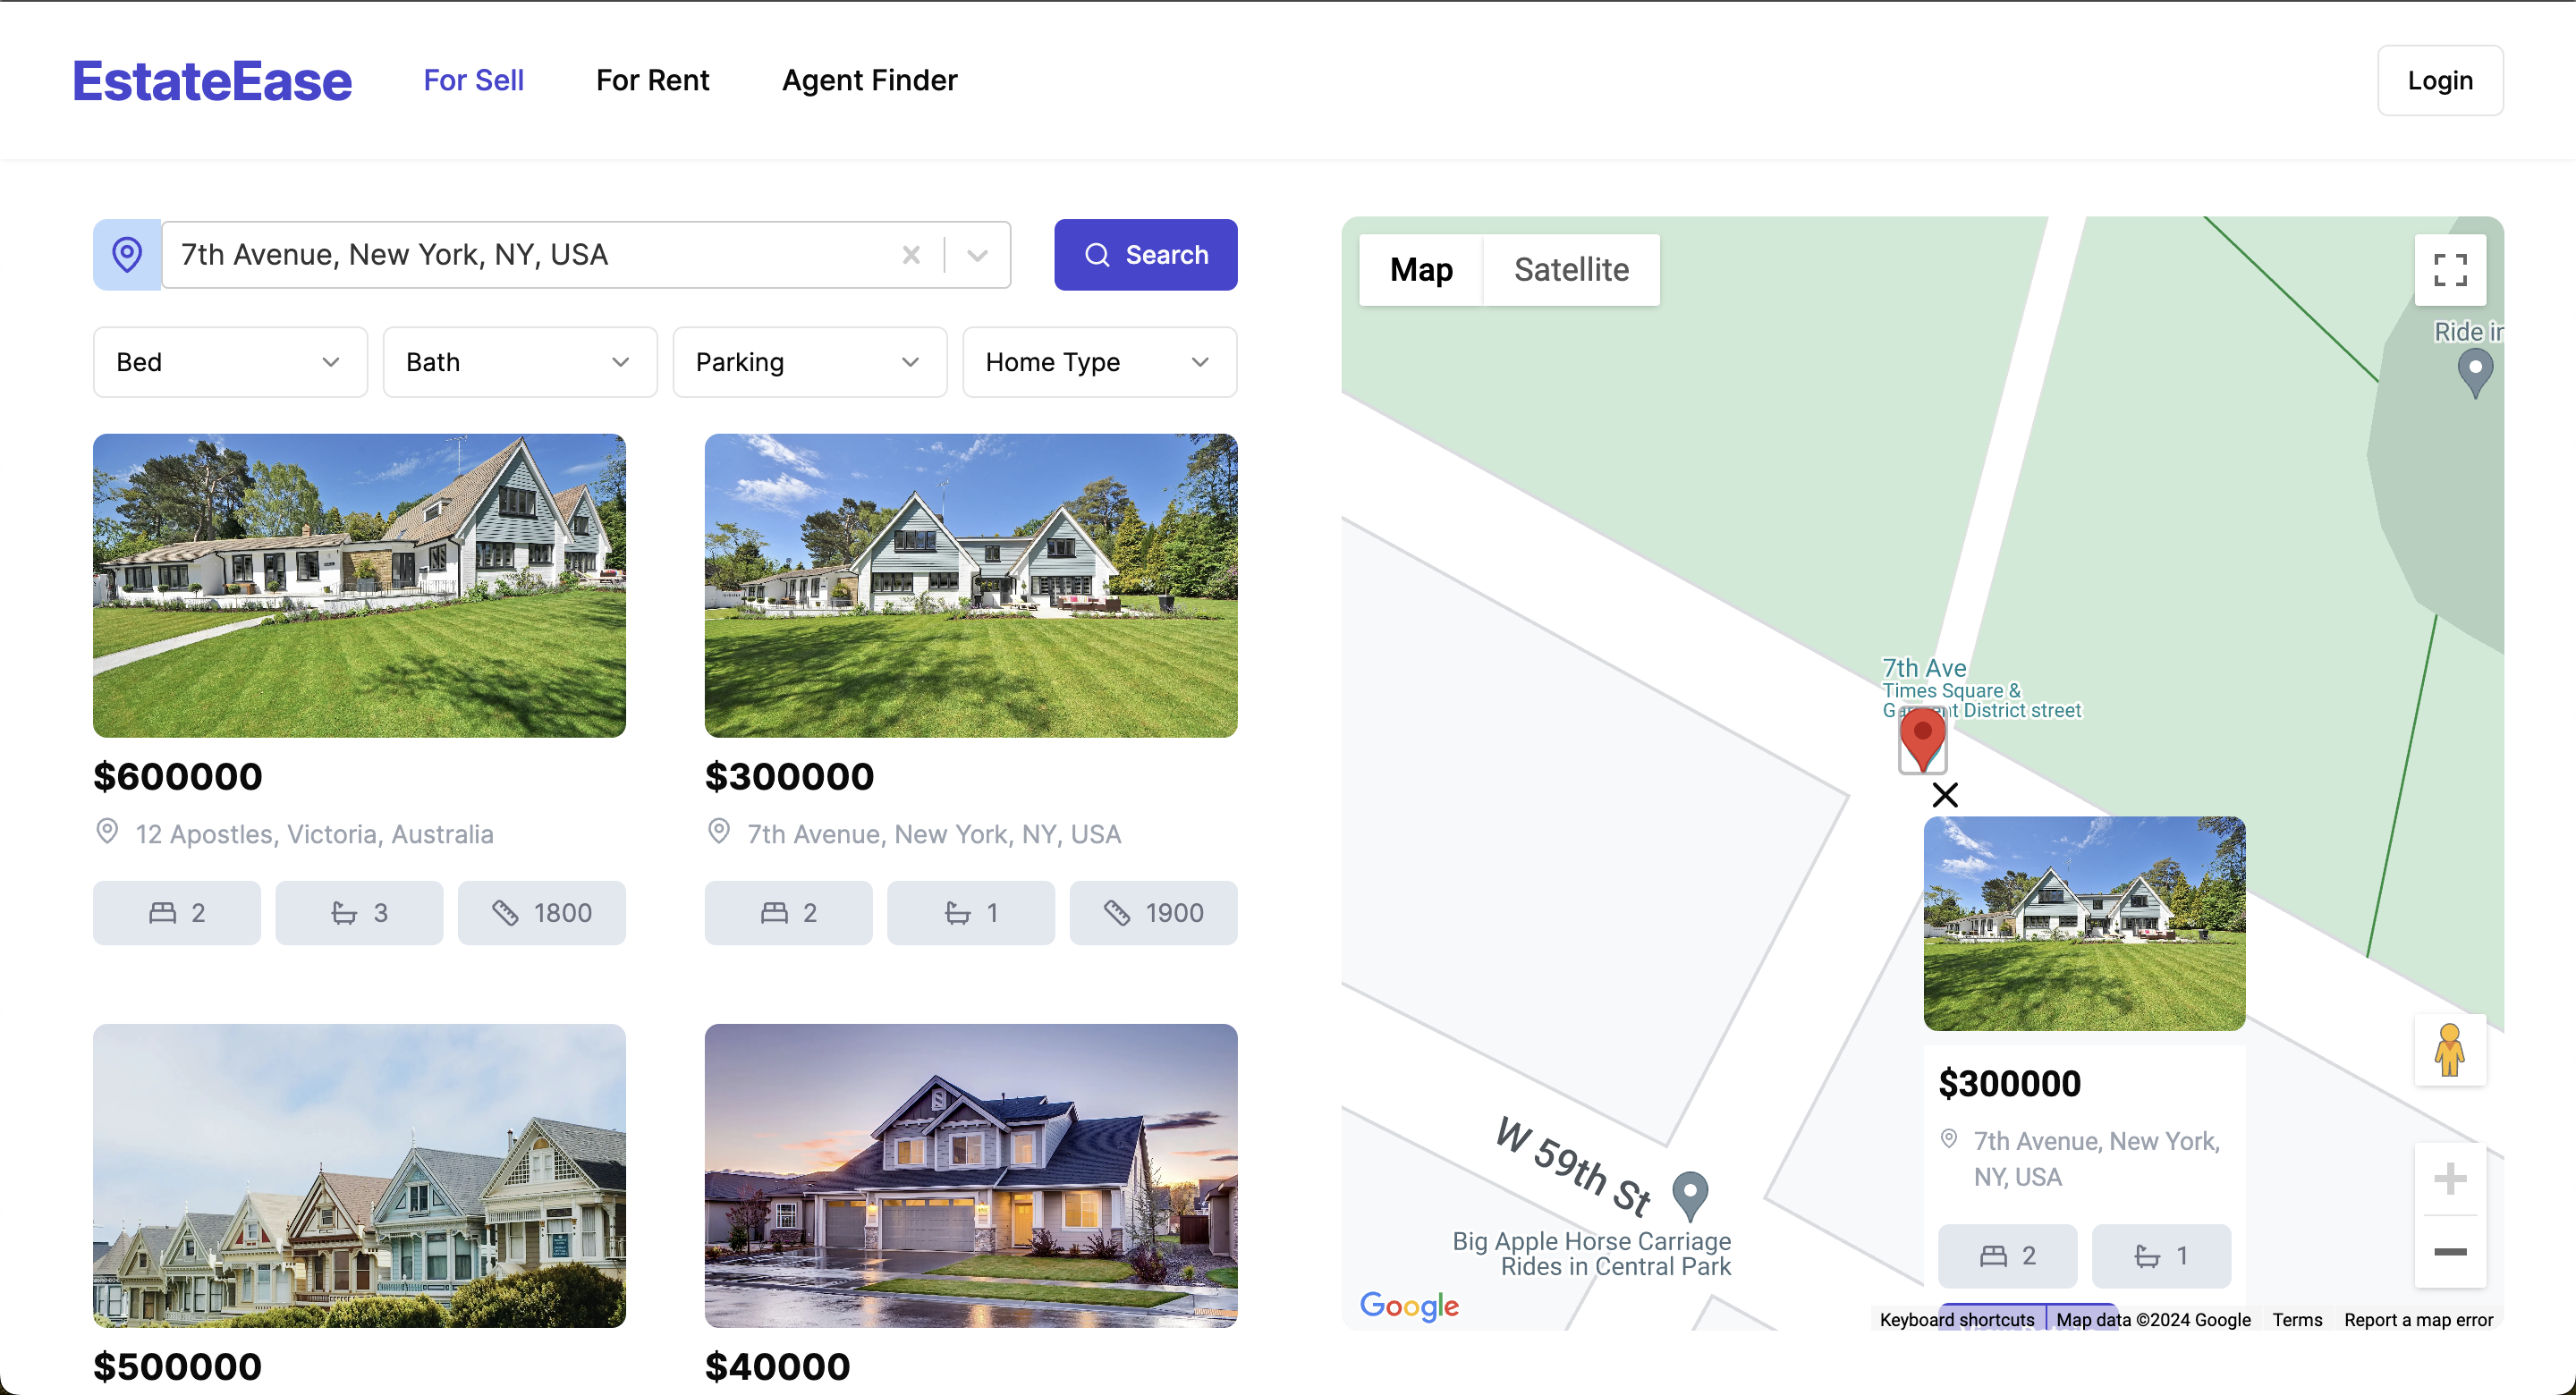 EstateEase
For Sell
For Rent
Agent Finder
Login
7th Avenue, New York, NY, USA
Search
Bed
Bath
Parking
Home Type
$600000
12 Apostles, Victoria, Australia
2
3
1800
$300000
7th Avenue, New York, NY, USA
2
1
1900
$500000
$40000
Map
Satellite
7th Ave
Times Square &
District street
$300000
7th Avenue, New York,
NY, USA
2
1
W 59th St
Big Apple Horse Carriage
Rides in Central Park
Ride
Google
Keyboard shortcuts
Map data ©2024 Google
Terms
Report a map error